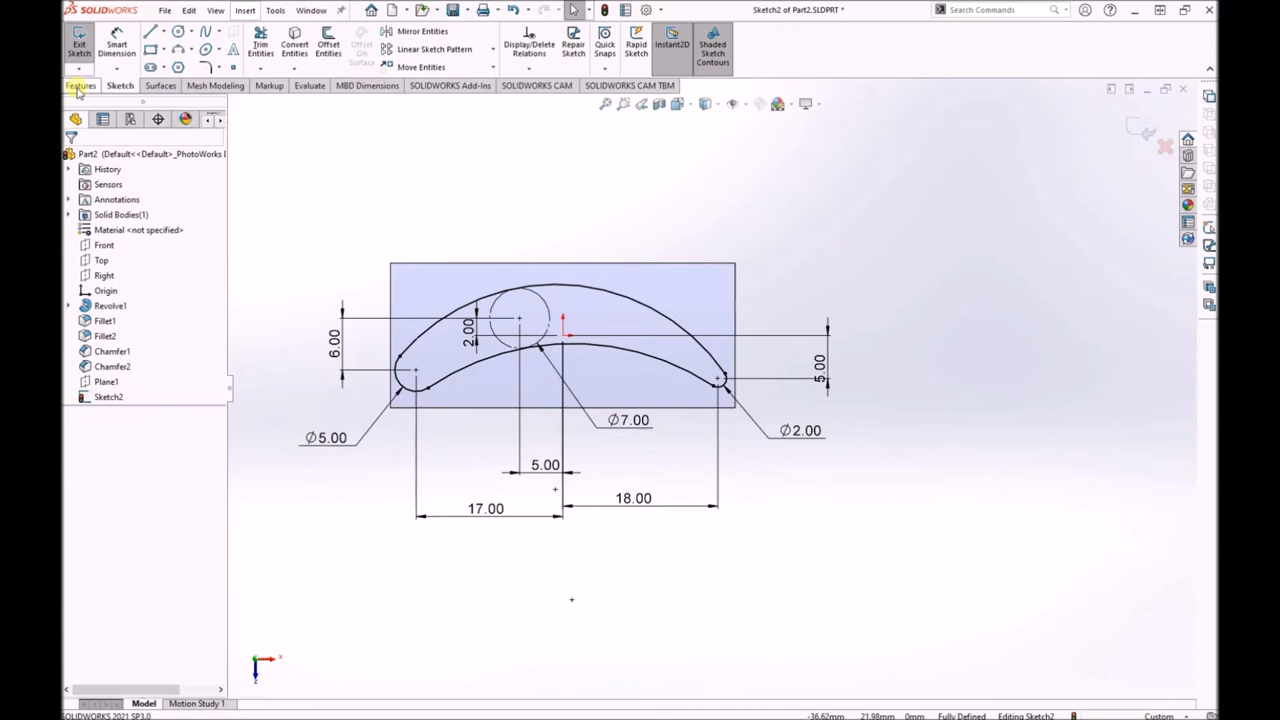 SOLIDWORKS File Edit View Insert Tools Window Sketch2 of Part2.SLDPRT * Search Commands
Exit Sketch
Smart Dimension
Trim Entities
Convert Entities
Offset Entities
Offset On Surface
Mirror Entities
Linear Sketch Pattern
Move Entities
Display/Delete Relations
Repair Sketch
Quick Snaps
Rapid Sketch
Instant2D
Shaded Sketch Contours
Features Sketch Surfaces Mesh Modeling Markup Evaluate MBD Dimensions SOLIDWORKS Add-Ins SOLIDWORKS CAM SOLIDWORKS CAM TBM
Part2 (Default<<Default>_PhotoWorks
History
Sensors
Annotations
Solid Bodies(1)
Material <not specified>
Front
Top
Right
Origin
Revolve1
Fillet1
Fillet2
Chamfer1
Chamfer2
Plane1
Sketch2
6.00
2.00
5.00
Ø7.00
Ø5.00
Ø2.00
5.00
18.00
17.00
Model Motion Study 1
SOLIDWORKS 2021 SP3.0 -36.62mm 21.98mm 0mm Fully Defined Editing Sketch2 Custom